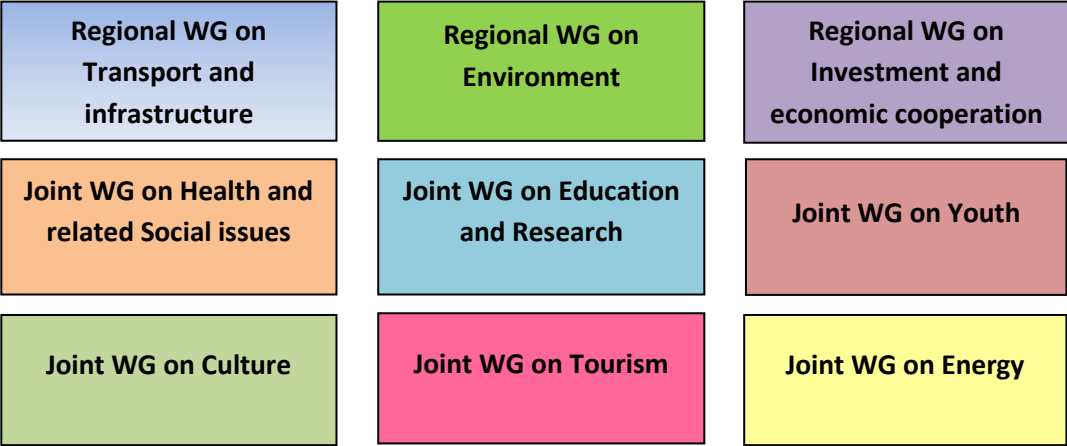 Regional WG on
Transport and
infrastructure
Regional WG on
Environment
Regional WG on
Investment and
economic cooperation
Joint WG on Health and
related Social issues
Joint WG on Education
and Research
Joint WG on Youth
Joint WG on Culture
Joint WG on Tourism
Joint WG on Energy